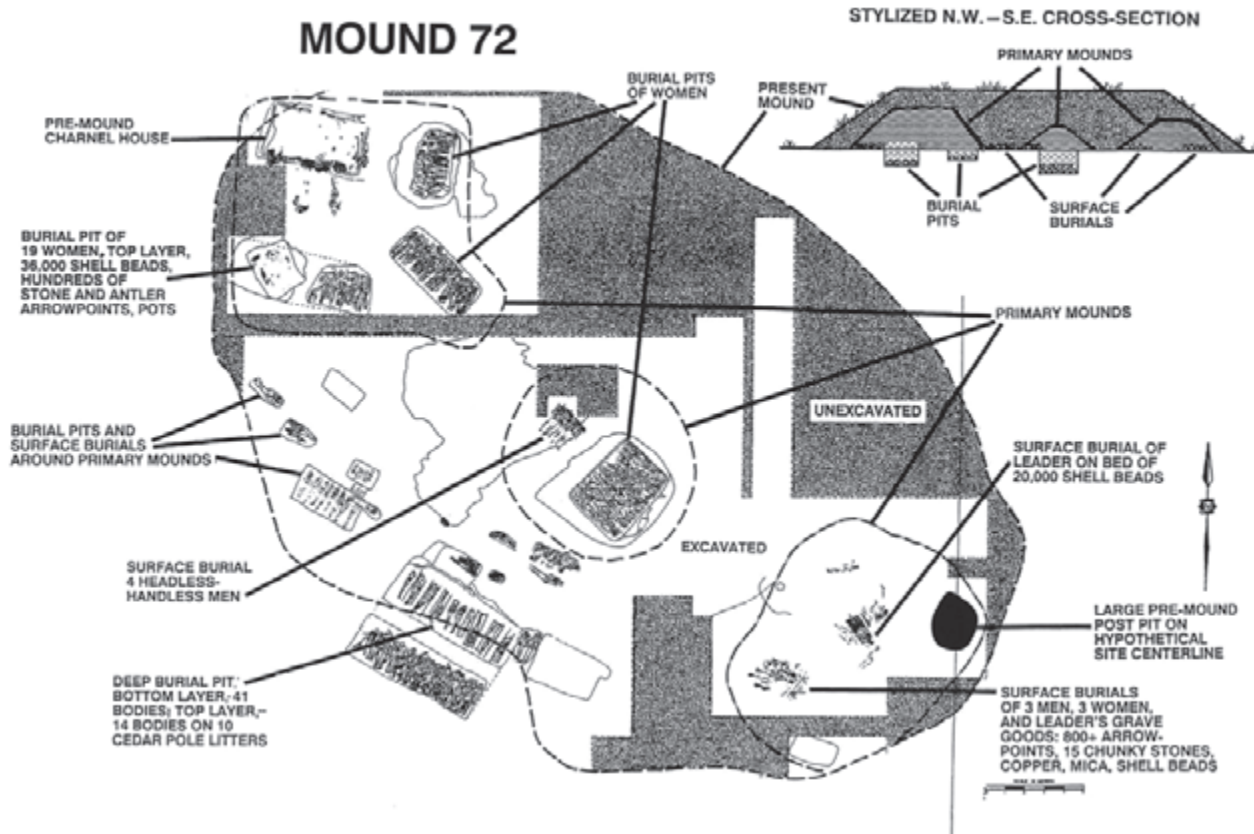 MOUND 72
STYLIZED N.W.–S.E. CROSS-SECTION
PRIMARY MOUNDS
PRESENT
MOUND
BURIAL
PITS
SURFACE
BURIALS
BURIAL PITS
OF WOMEN
PRE-MOUND
CHARNEL HOUSE
BURIAL PIT OF
19 WOMEN, TOP LAYER,
36,000 SHELL BEADS,
HUNDREDS OF
STONE AND ANTLER
ARROWPOINTS, POTS
PRIMARY MOUNDS
UNEXCAVATED
BURIAL PITS AND
SURFACE BURIALS
AROUND PRIMARY MOUNDS
SURFACE BURIAL OF
LEADER ON BED OF
20,000 SHELL BEADS
EXCAVATED
SURFACE BURIAL
4 HEADLESS-
HANDLESS MEN
LARGE PRE-MOUND
POST PIT ON
HYPOTHETICAL
SITE CENTERLINE
DEEP BURIAL PIT,
BOTTOM LAYER,-41
BODIES; TOP LAYER,–
14 BODIES ON 10
CEDAR POLE LITTERS
SURFACE BURIALS
OF 3 MEN, 3 WOMEN,
AND LEADER'S GRAVE
GOODS: 800+ ARROW-
POINTS, 15 CHUNKY STONES,
COPPER, MICA, SHELL BEADS